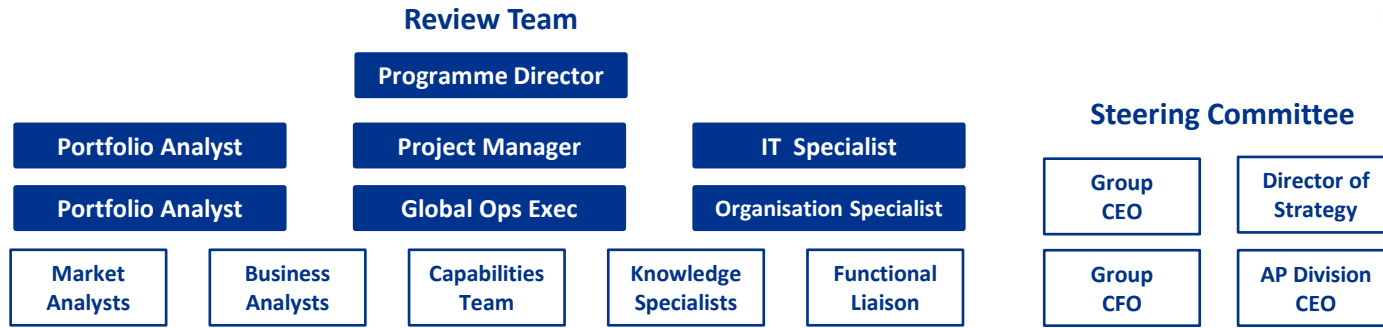 Review Team
Programme Director
Portfolio Analyst
Project Manager
IT Specialist
Portfolio Analyst
Global Ops Exec
Organisation Specialist
Market
Analysts
Business
Analysts
Capabilities
Team
Knowledge
Specialists
Functional
Liaison
Steering Committee
Group
CEO
Director of
Strategy
Group
CFO
AP Division
CEO